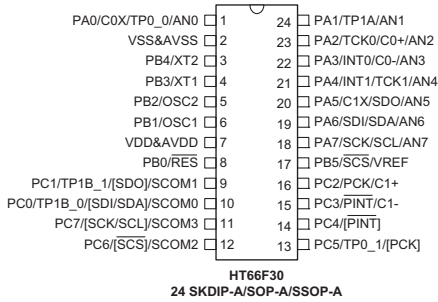 PA0/C0X/TP0_0/AN0 1 24 PA1/TP1A/AN1
VSS&AVSS 2 23 PA2/TCK0/C0+/AN2
PB4/XT2 3 22 PA3/INT0/C0-/AN3
PB3/XT1 4 21 PA4/INT1/TCK1/AN4
PB2/OSC2 5 20 PA5/C1X/SDO/AN5
PB1/OSC1 6 19 PA6/SDI/SDA/AN6
VDD&AVDD 7 18 PA7/SCK/SCL/AN7
PB0/RES 8 17 PB5/SCS/VREF
PC1/TP1B_1/[SDO]/SCOM1 9 16 PC2/PCK/C1+
PC0/TP1B_0/[SDI/SDA]/SCOM0 10 15 PC3/PINT/C1-
PC7/[SCK/SCL]/SCOM3 11 14 PC4/[PINT]
PC6/[SCS]/SCOM2 12 13 PC5/TP0_1/[PCK]
HT66F30
24 SKDIP-A/SOP-A/SSOP-A